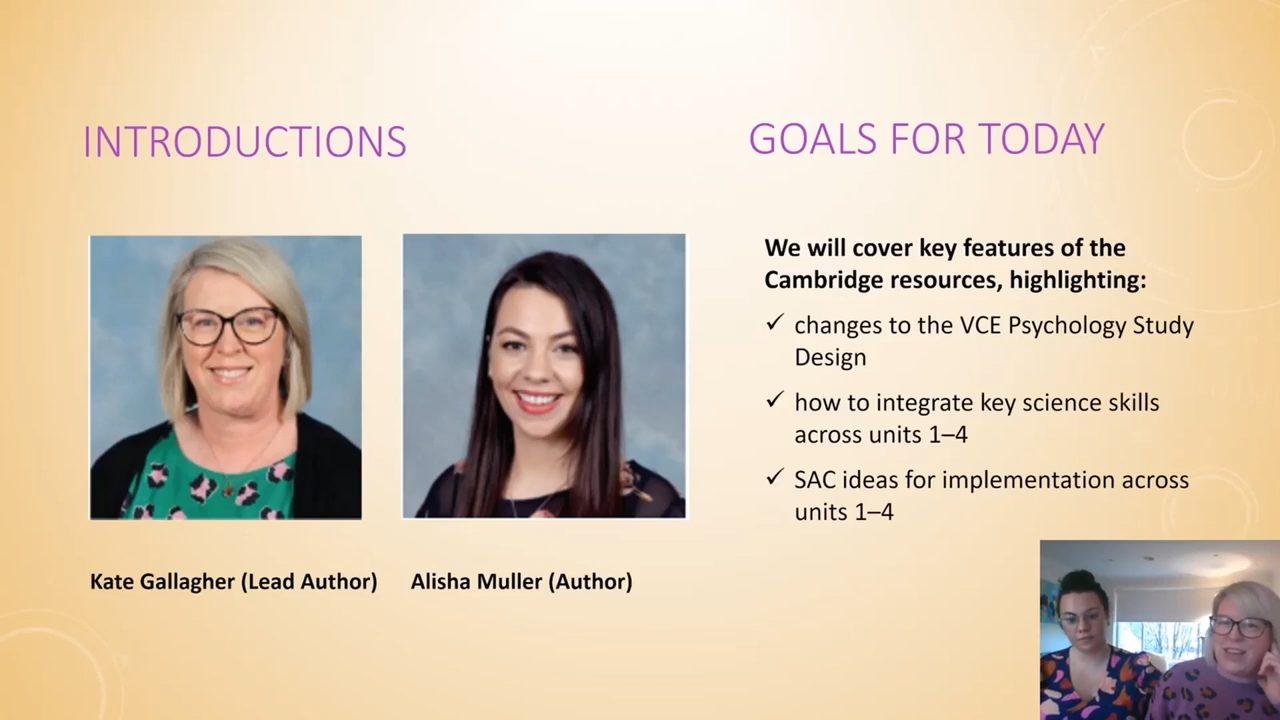 INTRODUCTIONS
Kate Gallagher (Lead Author)
Alisha Muller (Author)
GOALS FOR TODAY
We will cover key features of the
Cambridge resources, highlighting:
✓ changes to the VCE Psychology Study
Design
✓ how to integrate key science skills
across units 1–4
✓ SAC ideas for implementation across
units 1–4